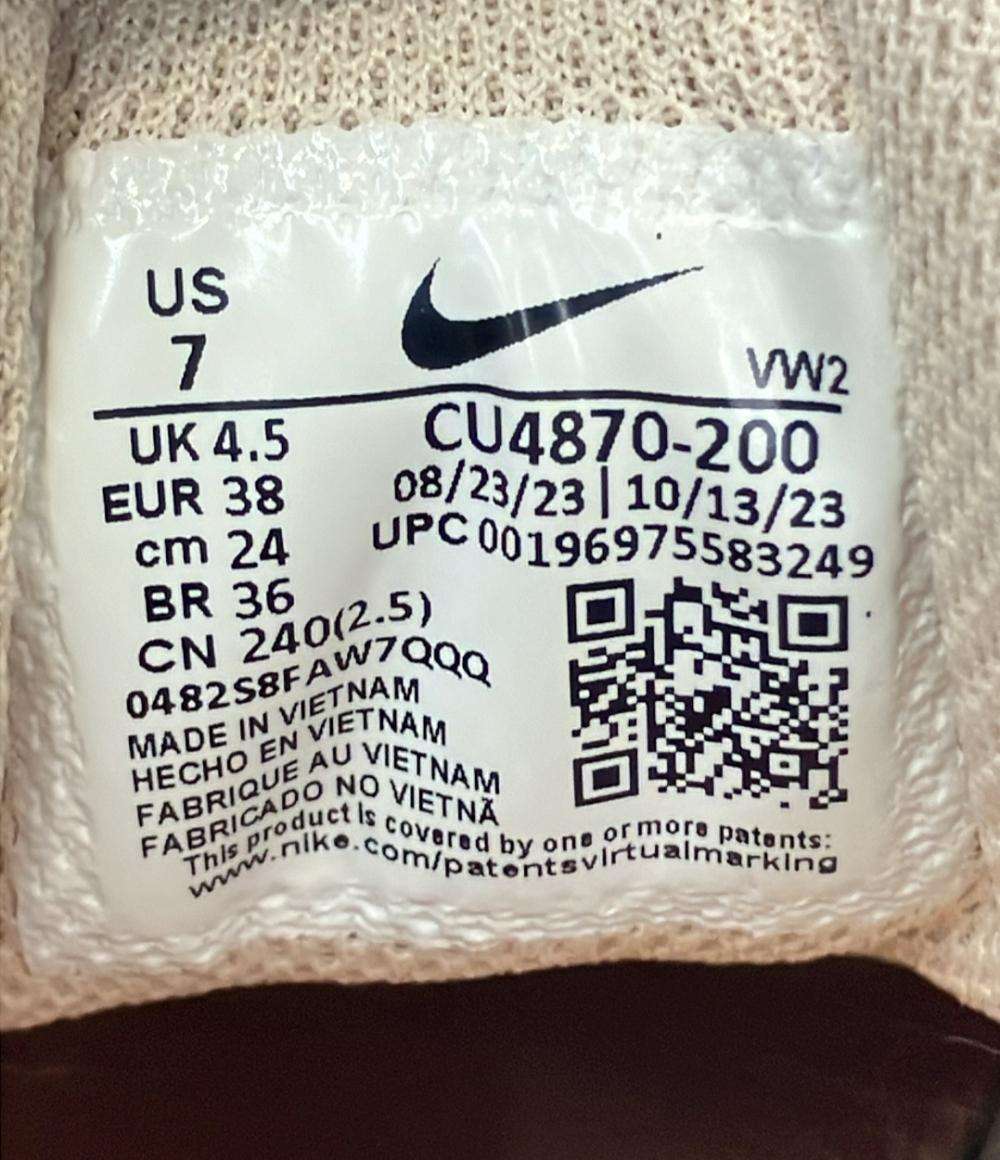 US
7
VW2
UK 4.5
EUR 38
cm 24
BR 36
CN 240(2.5)
CU4870-200
08/23/23 | 10/13/23
UPC 00196975583249
0482S8FAW7QQQ
MADE IN VIETNAM
HECHO EN VIETNAM
FABRIQUE AU VIETNAM
FABRICADO NO VIETNÃ
This product is covered by one or more patents:
www.nike.com/patentsvirtualmarking